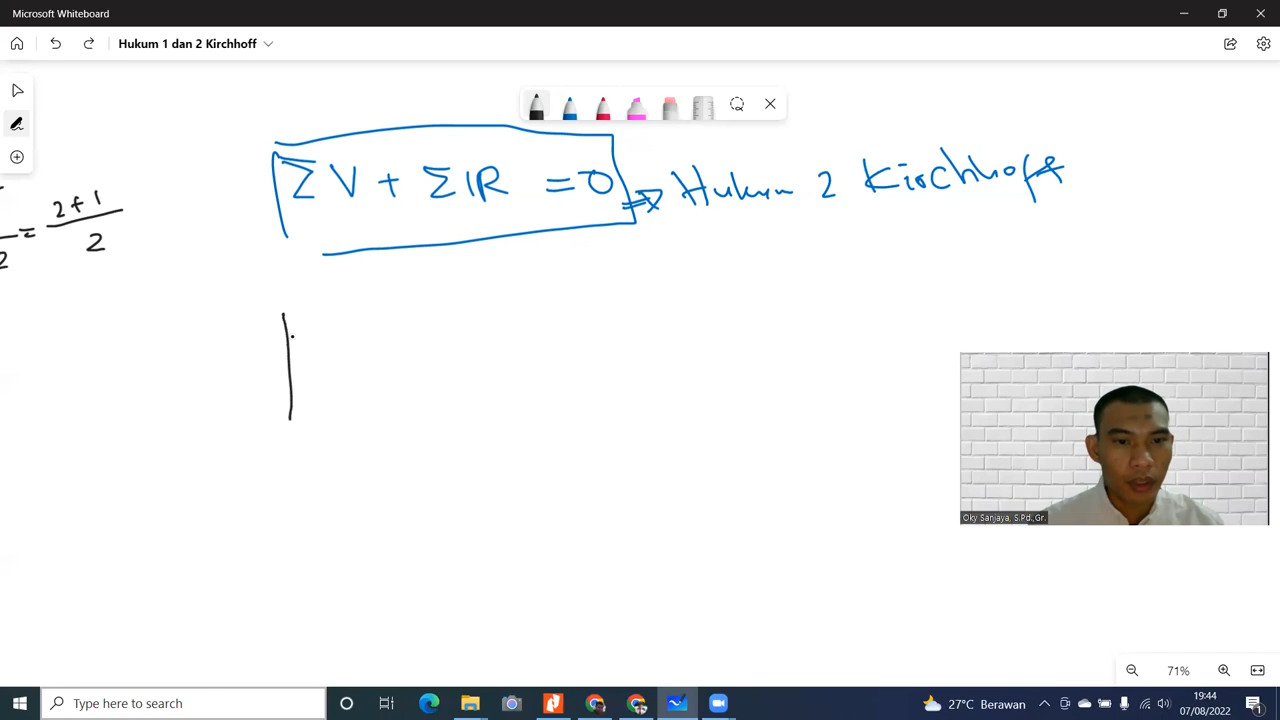 Microsoft Whiteboard
Hukum 1 dan 2 Kirchhoff
ΣV + ΣIR = 0 ⇒ Hukum 2 Kirchhoff
= 2 + 1
2
2
Oky Sanjaya, S.Pd.,Gr.
71%
Type here to search
27°C Berawan
19:44
07/08/2022
1